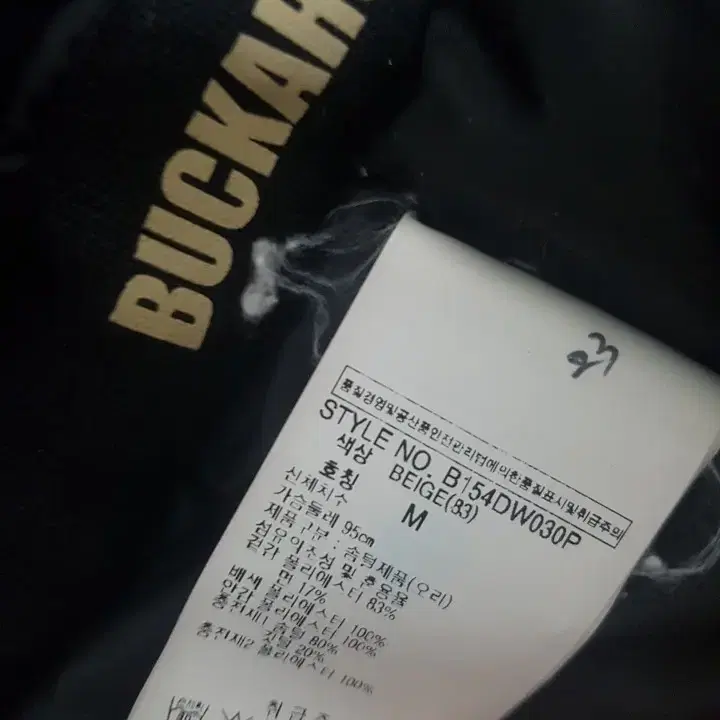 BUCKAR
93
품질경영및공산품안전관리법에의한품질표시및취급주의
STYLE NO. B154DW030P
색상 BEIGE(83)
호칭 M
신체치수
가슴둘레 95cm
제품구분 : 솜털제품(오리)
섬유의조성 및 혼용율
겉감 폴리에스터 83%
면 17%
배색 폴리에스터 100%
안감 폴리에스터 100%
충전재1 솜털 80%
깃털 20%
충전재2 폴리에스터 100%
취급주